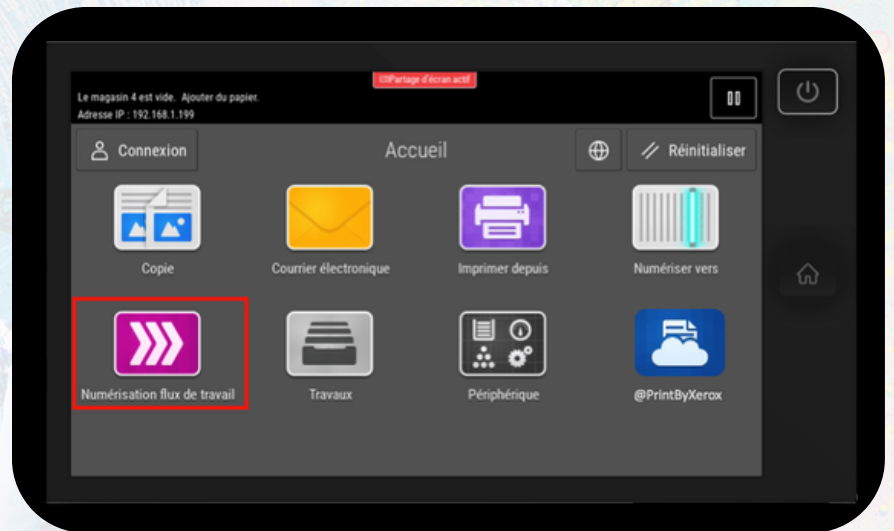 Partage d'écran actif
Le magasin 4 est vide. Ajouter du papier.
Adresse IP : 192.168.1.199
Connexion
Accueil
Réinitialiser
Copie
Courrier électronique
Imprimer depuis
Numériser vers
Numérisation flux de travail
Travaux
Périphérique
@PrintByXerox